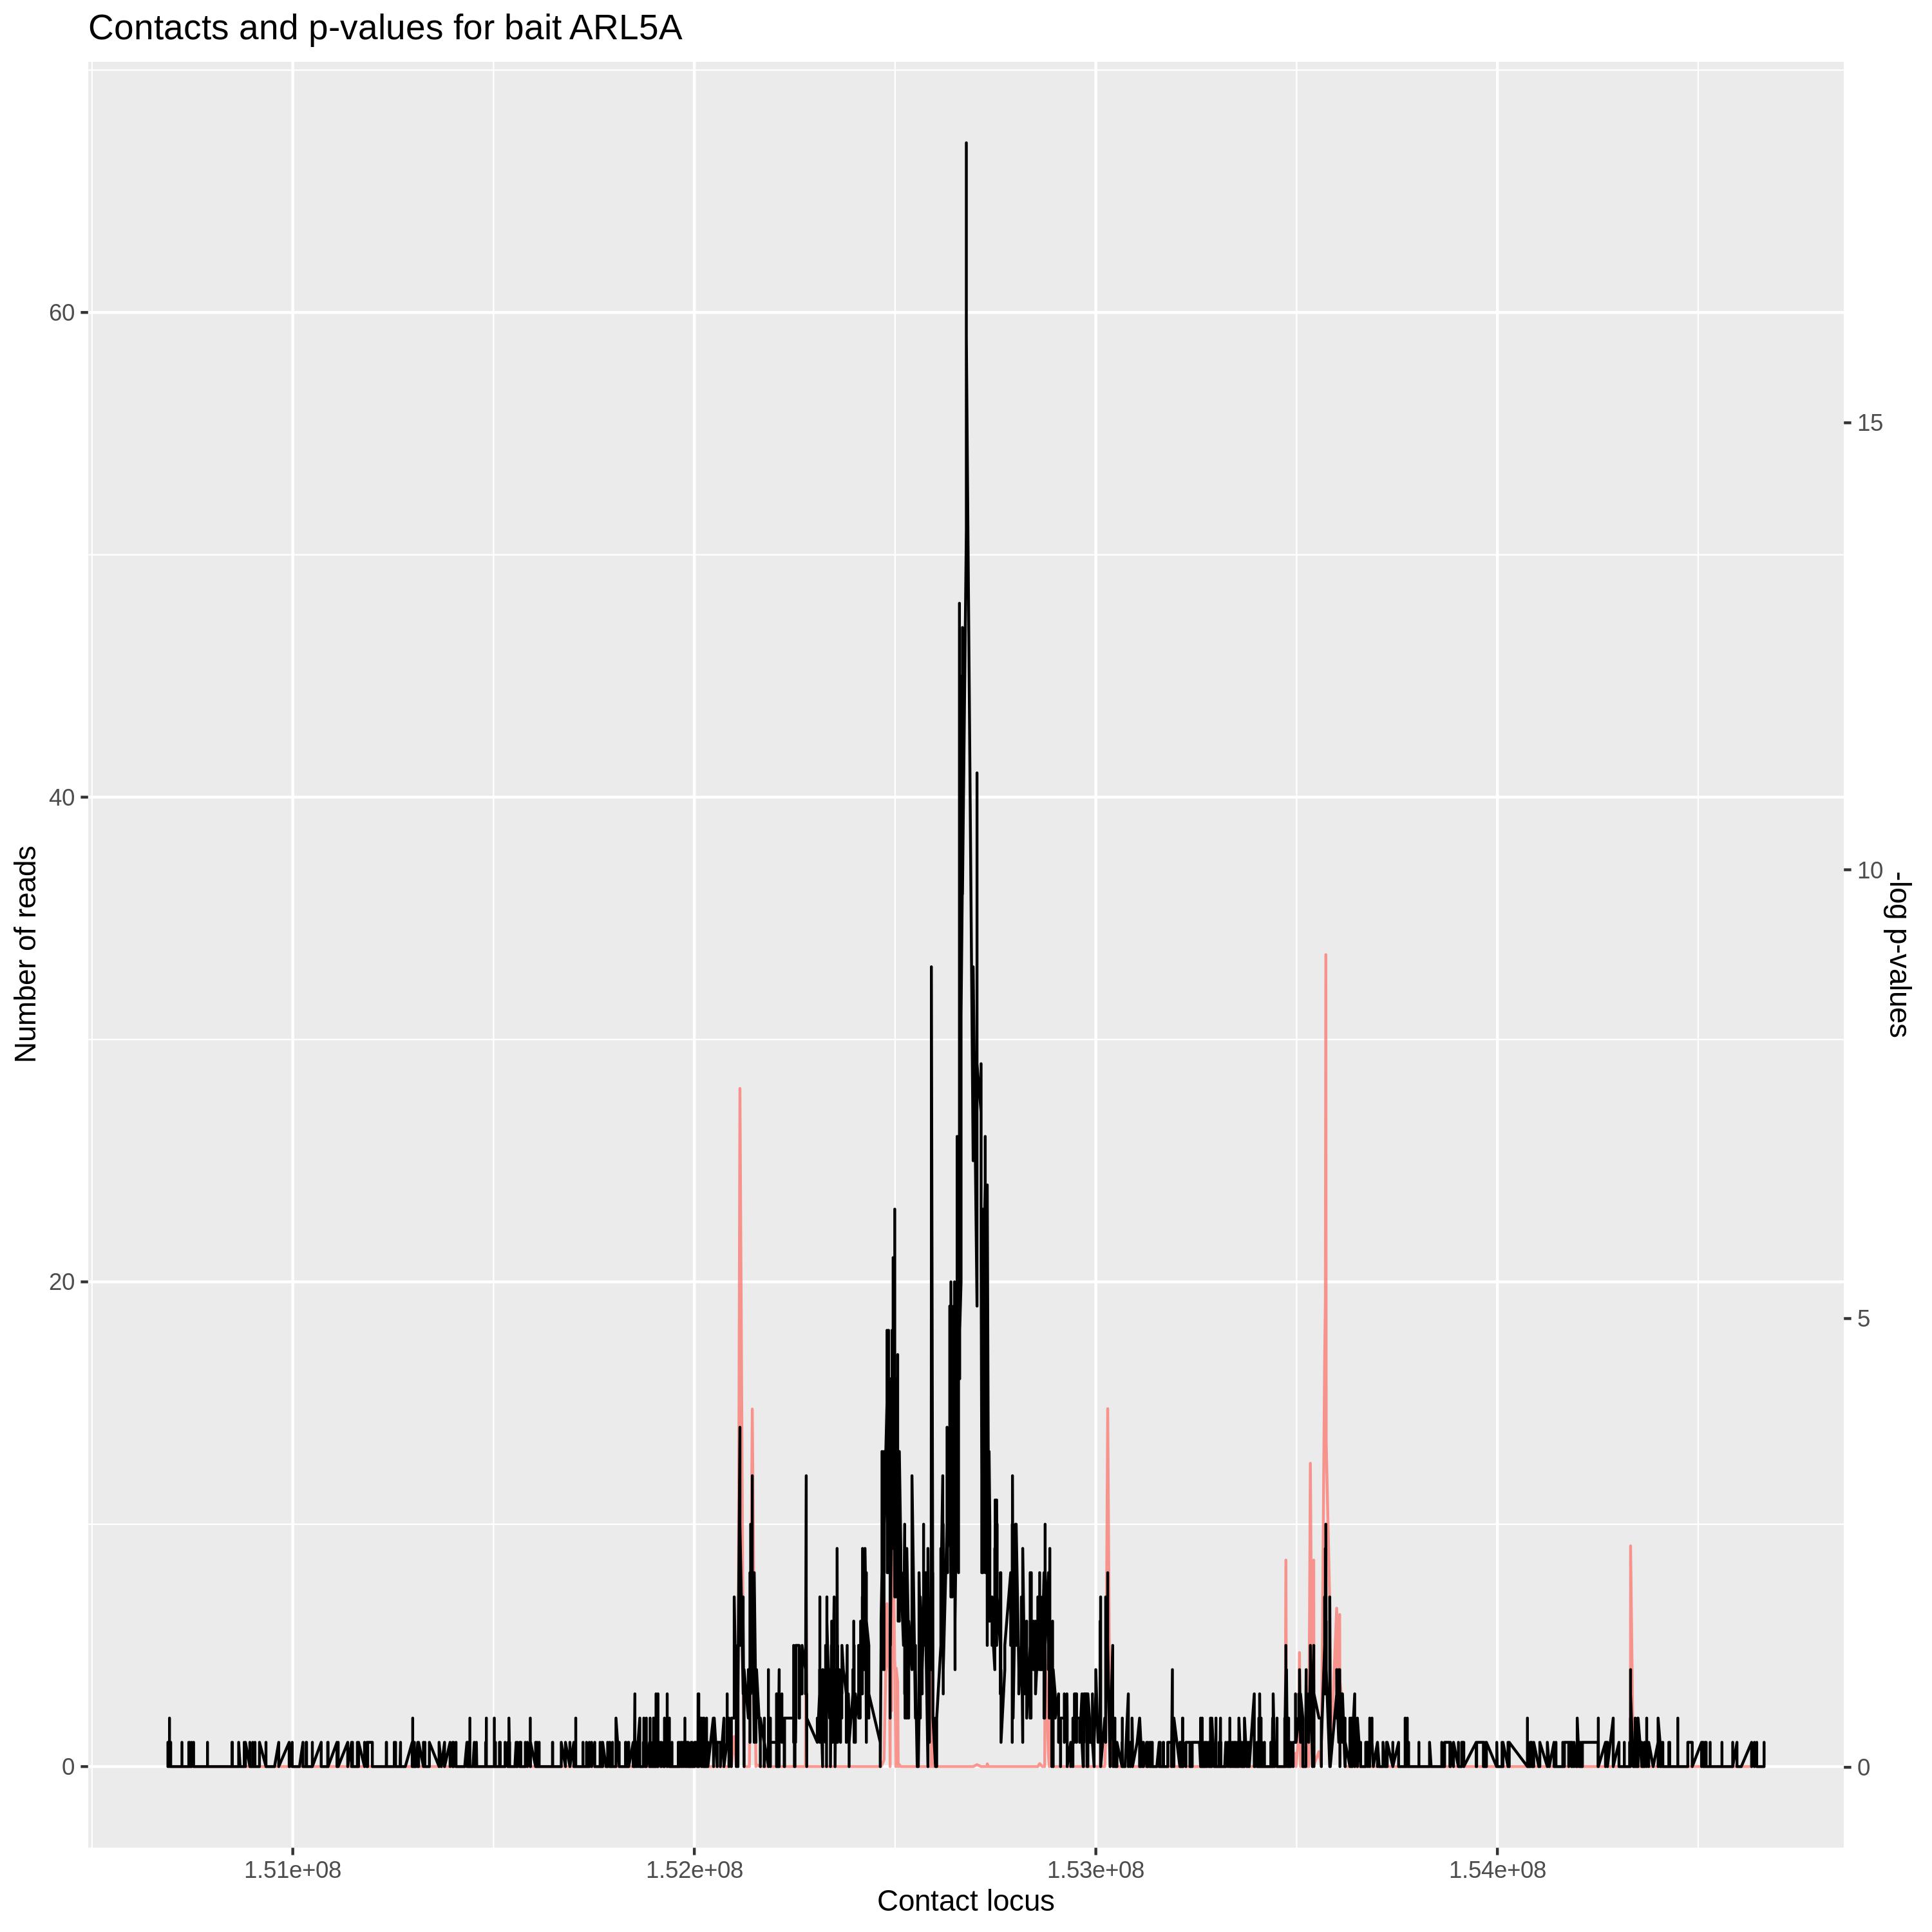 Contacts and p-values for bait ARL5A
Number of reads
60
40
20
0
15
10
5
0
-log p-values
1.51e+08
1.52e+08
1.53e+08
1.54e+08
Contact locus